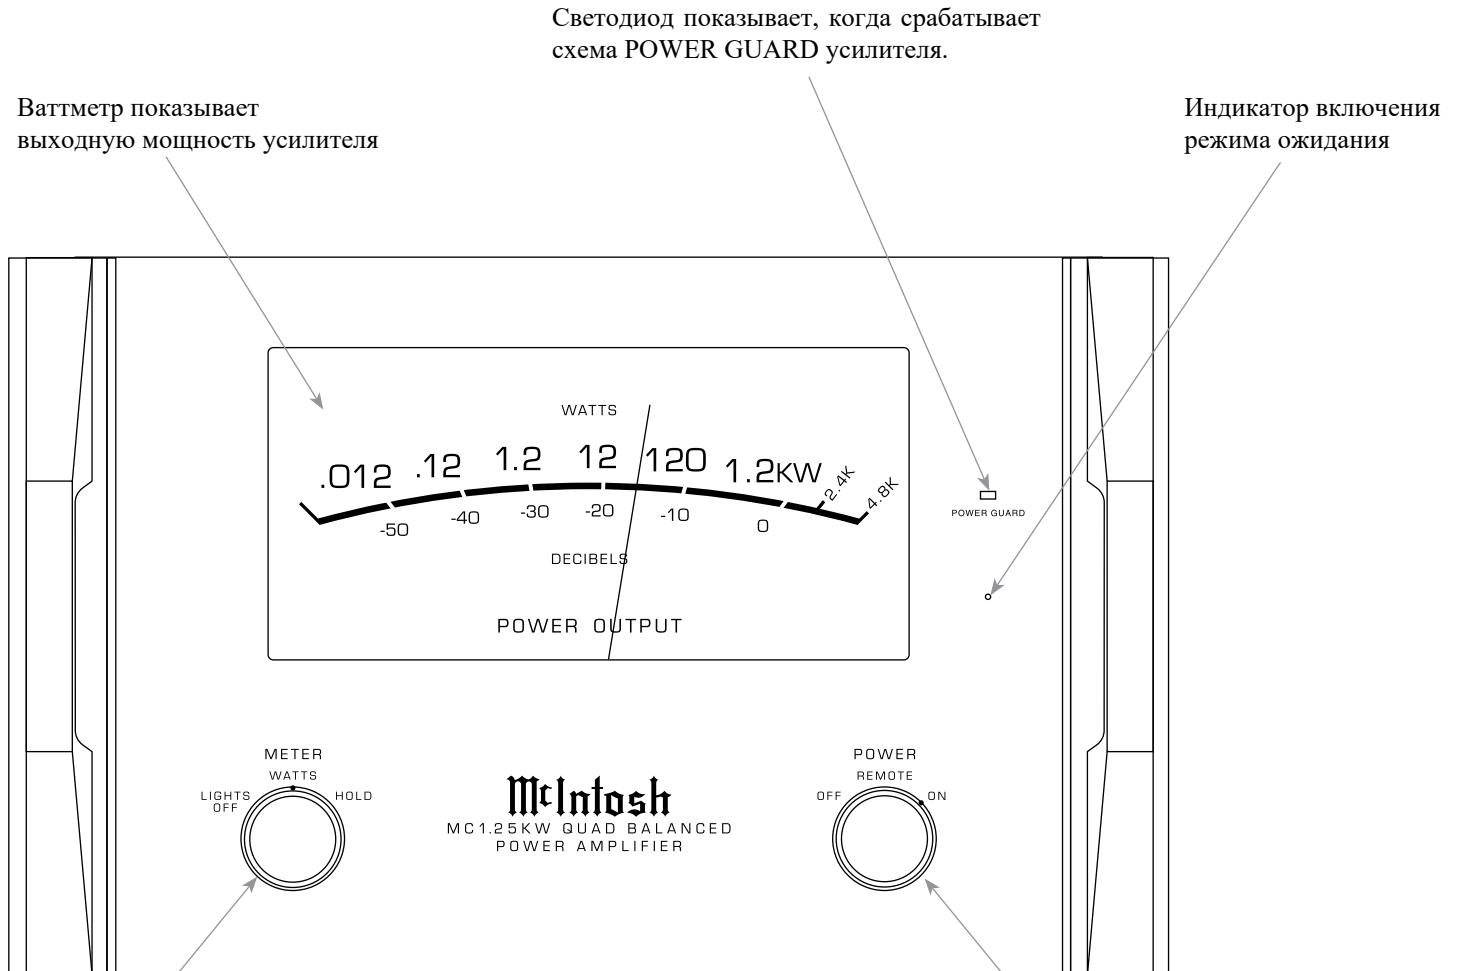 Светодиод показывает, когда срабатывает
схема POWER GUARD усилителя.
Ваттметр показывает
выходную мощность усилителя
Индикатор включения
режима ожидания
WATTS
.012 .12 1.2 12 120 1.2KW 2.4K 4.8K
-50 -40 -30 -20 -10 0
DECIBELS
POWER OUTPUT
POWER GUARD
METER
WATTS
LIGHTS
OFF
HOLD
McIntosh
MC1.25KW QUAD BALANCED
POWER AMPLIFIER
POWER
REMOTE
OFF
ON